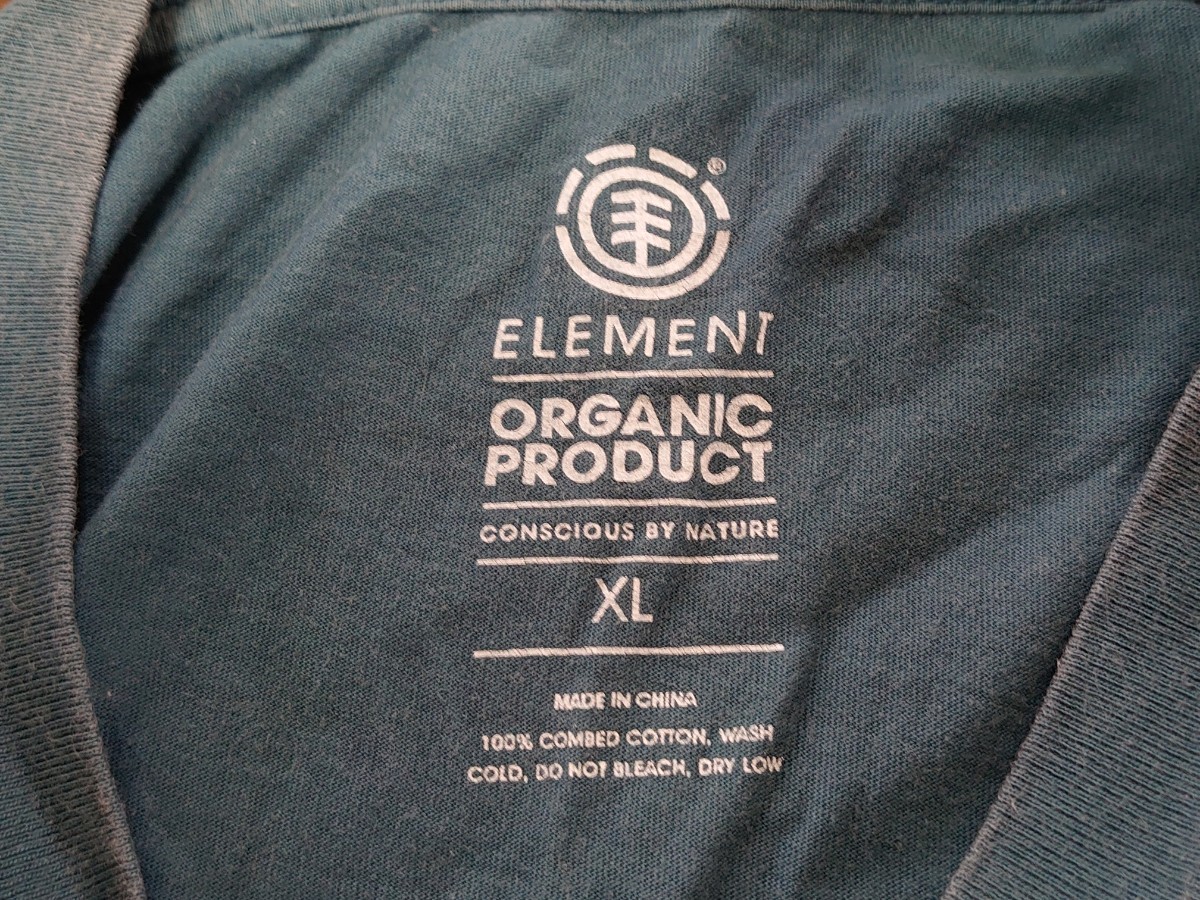 ®
ELEMENT
ORGANIC
PRODUCT
CONSCIOUS BY NATURE
XL
MADE IN CHINA
100% COMBED COTTON, WASH
COLD, DO NOT BLEACH, DRY LOW